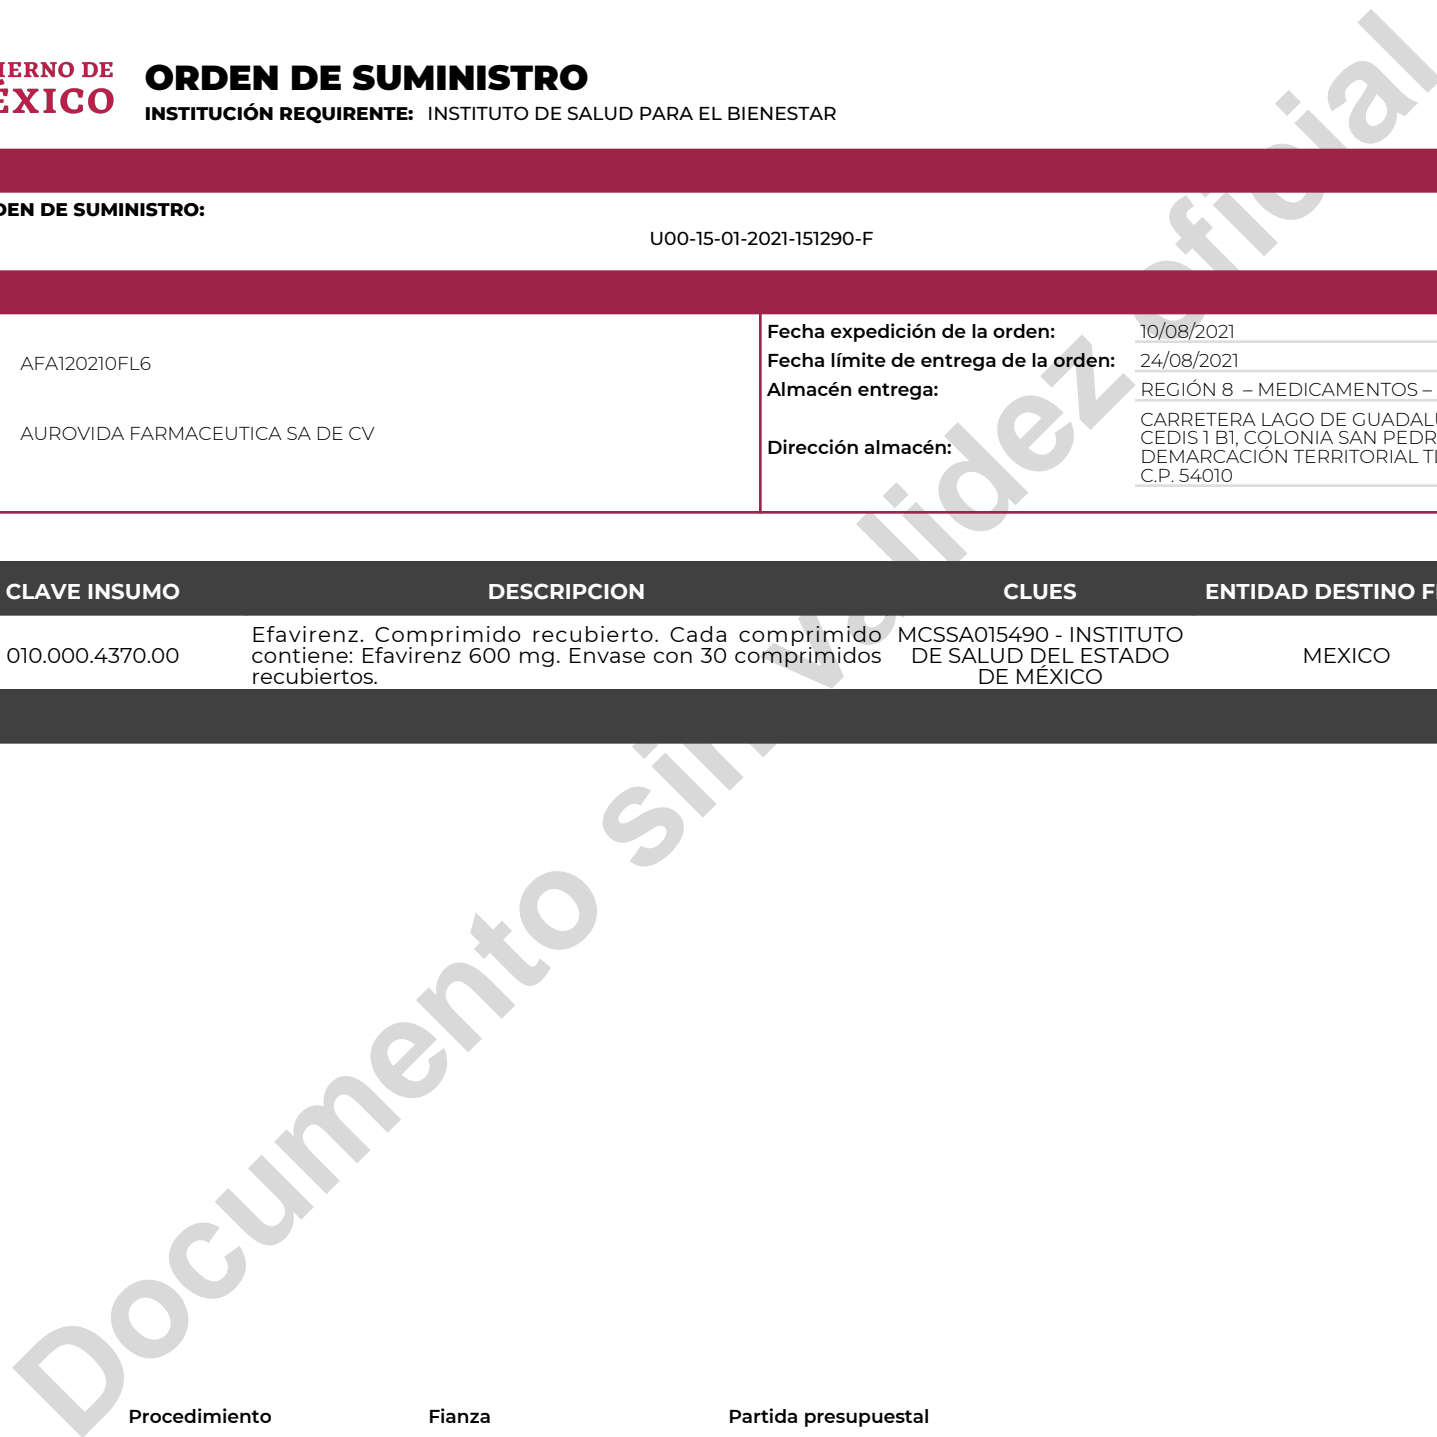 IERNO DE
ÉXICO
ORDEN DE SUMINISTRO
INSTITUCIÓN REQUIRENTE: INSTITUTO DE SALUD PARA EL BIENESTAR
DEN DE SUMINISTRO:
U00-15-01-2021-151290-F
AFA120210FL6
AUROVIDA FARMACEUTICA SA DE CV
Fecha expedición de la orden: 10/08/2021
Fecha límite de entrega de la orden: 24/08/2021
Almacén entrega: REGIÓN 8 – MEDICAMENTOS –
Dirección almacén:
CARRETERA LAGO DE GUADAL
CEDIS 1 B1, COLONIA SAN PEDR
DEMARCACIÓN TERRITORIAL T
C.P. 54010
CLAVE INSUMO DESCRIPCION CLUES ENTIDAD DESTINO F
010.000.4370.00
Efavirenz. Comprimido recubierto. Cada comprimido
contiene: Efavirenz 600 mg. Envase con 30 comprimidos
recubiertos.
MCSSA015490 - INSTITUTO
DE SALUD DEL ESTADO
DE MÉXICO
MEXICO
Documento sin validez oficial
Procedimiento Fianza Partida presupuestal